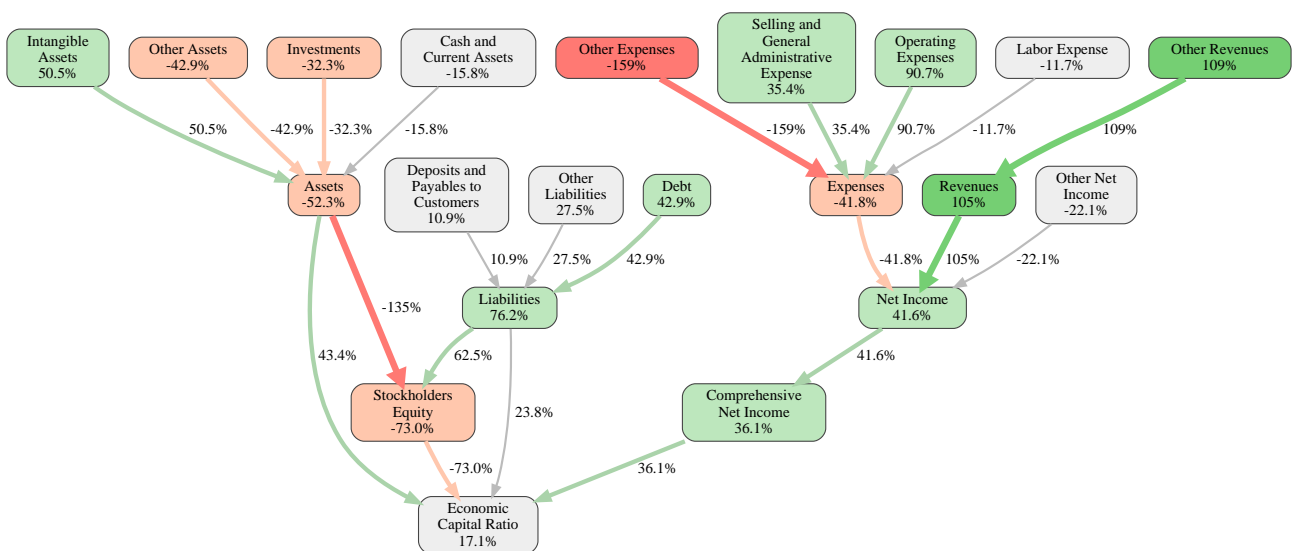 Intangible
Assets
50.5%
Other Assets
-42.9%
Investments
-32.3%
Cash and
Current Assets
-15.8%
Other Expenses
-159%
Selling and
General
Administrative
Expense
35.4%
Operating
Expenses
90.7%
Labor Expense
-11.7%
Other Revenues
109%
50.5%
-42.9%
-32.3%
-15.8%
-159%
35.4%
90.7%
-11.7%
109%
Assets
-52.3%
Deposits and
Payables to
Customers
10.9%
Other
Liabilities
27.5%
Debt
42.9%
Expenses
-41.8%
Revenues
105%
Other Net
Income
-22.1%
10.9%
27.5%
42.9%
-41.8%
105%
-22.1%
-135%
Liabilities
76.2%
Net Income
41.6%
43.4%
62.5%
41.6%
Stockholders
Equity
-73.0%
23.8%
Comprehensive
Net Income
36.1%
-73.0%
36.1%
Economic
Capital Ratio
17.1%